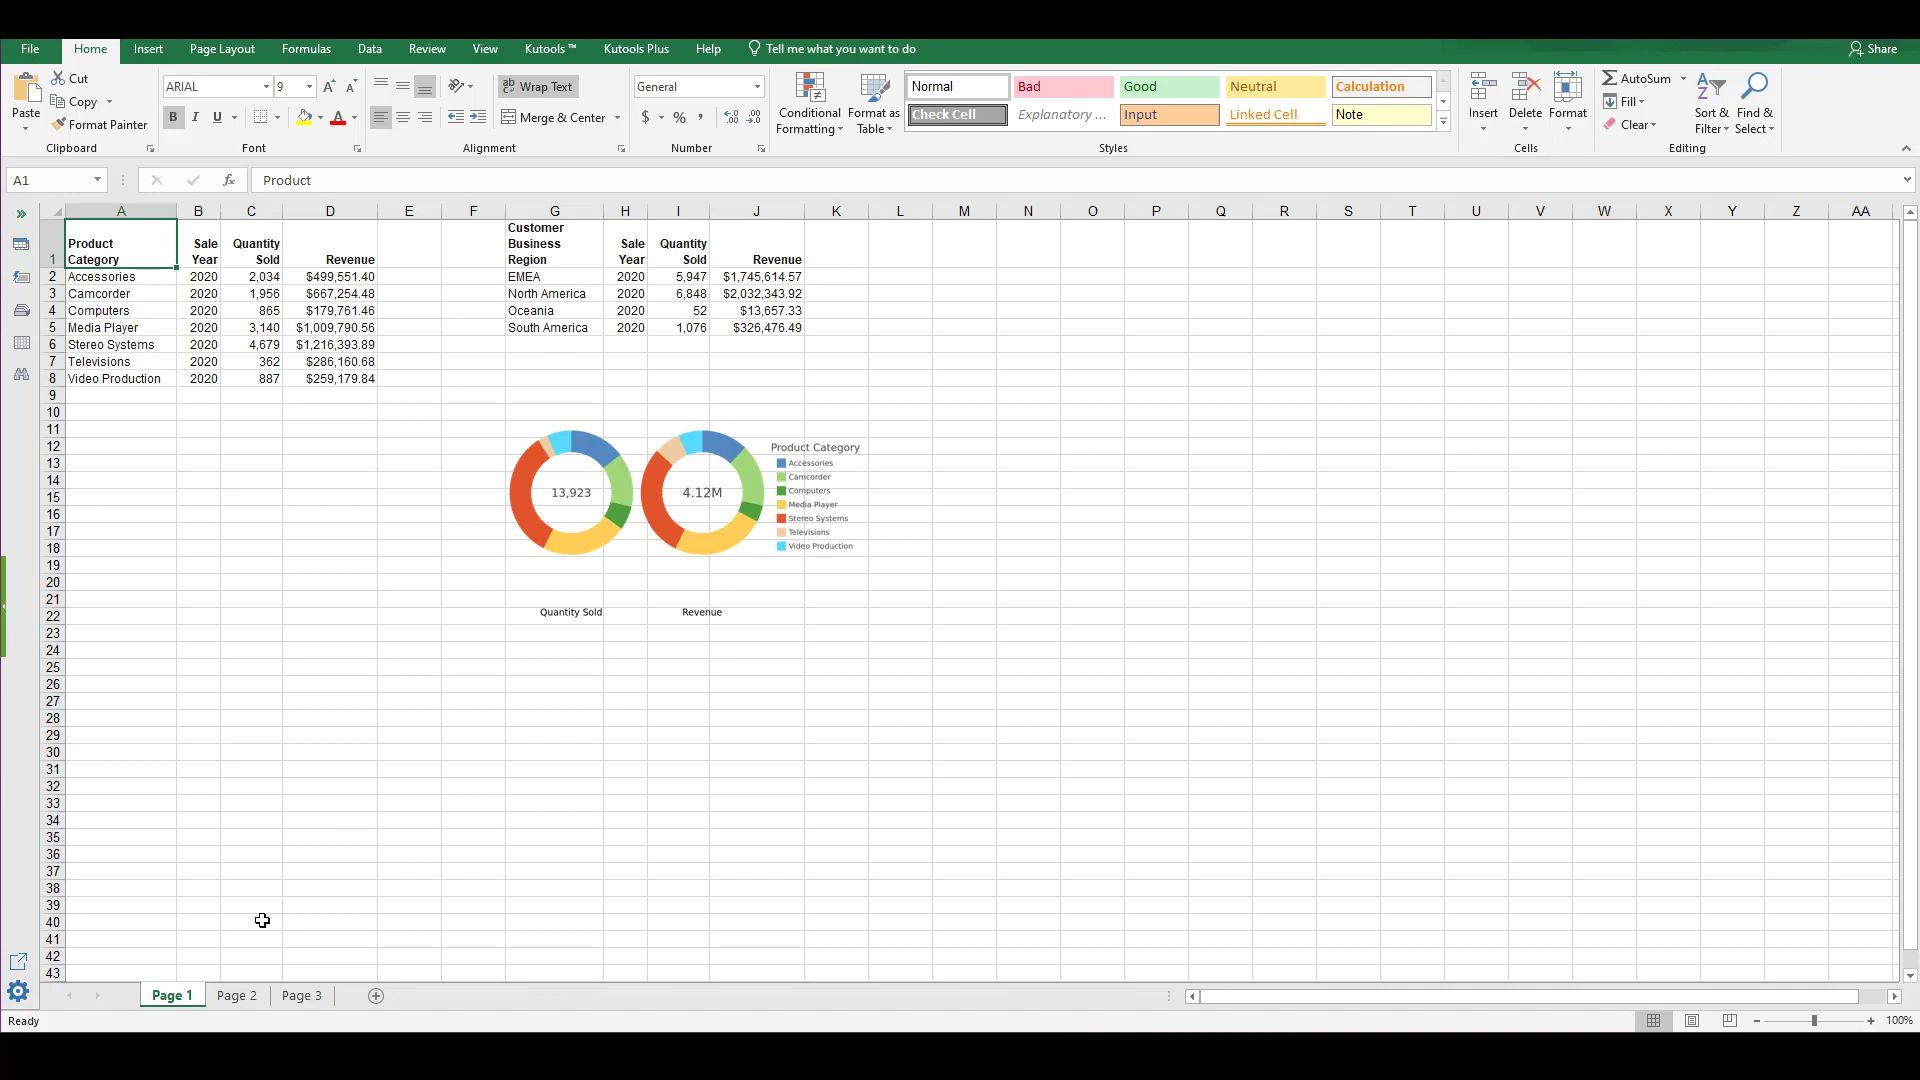 File Home Insert Page Layout Formulas Data Review View Kutools ™ Kutools Plus Help Tell me what you want to do Share
Paste Cut Copy Format Painter Clipboard
ARIAL 9 A A B I U A Font
Wrap Text Merge & Center Alignment
General $ % , .00 Number
Conditional Formatting Format as Table
Normal Bad Good Neutral Calculation
Check Cell Explanatory ... Input Linked Cell Note
Styles
Insert Delete Format Cells
AutoSum Fill Clear Sort & Filter Find & Select Editing
A1 fx Product
A B C D E F G H I J K L M N O P Q R S T U V W X Y Z AA
1 Product Category Sale Year Quantity Sold Revenue Customer Business Region Sale Year Quantity Sold Revenue
2 Accessories 2020 2,034 $499,551.40 EMEA 2020 5,947 $1,745,614.57
3 Camcorder 2020 1,956 $667,254.48 North America 2020 6,848 $2,032,343.92
4 Computers 2020 865 $179,761.46 Oceania 2020 52 $13,657.33
5 Media Player 2020 3,140 $1,009,790.56 South America 2020 1,076 $326,476.49
6 Stereo Systems 2020 4,679 $1,216,393.89
7 Televisions 2020 362 $286,160.68
8 Video Production 2020 887 $259,179.84
9
10
11
12 Product Category
13 Accessories
14 Camcorder
15 13,923 4.12M Computers
16 Media Player
Stereo Systems
17 Televisions
18 Video Production
19
20
21
22 Quantity Sold Revenue
23
24
25
26
27
28
29
30
31
32
33
34
35
36
37
38
39
40
41
42
43
Page 1 Page 2 Page 3
Ready 100%